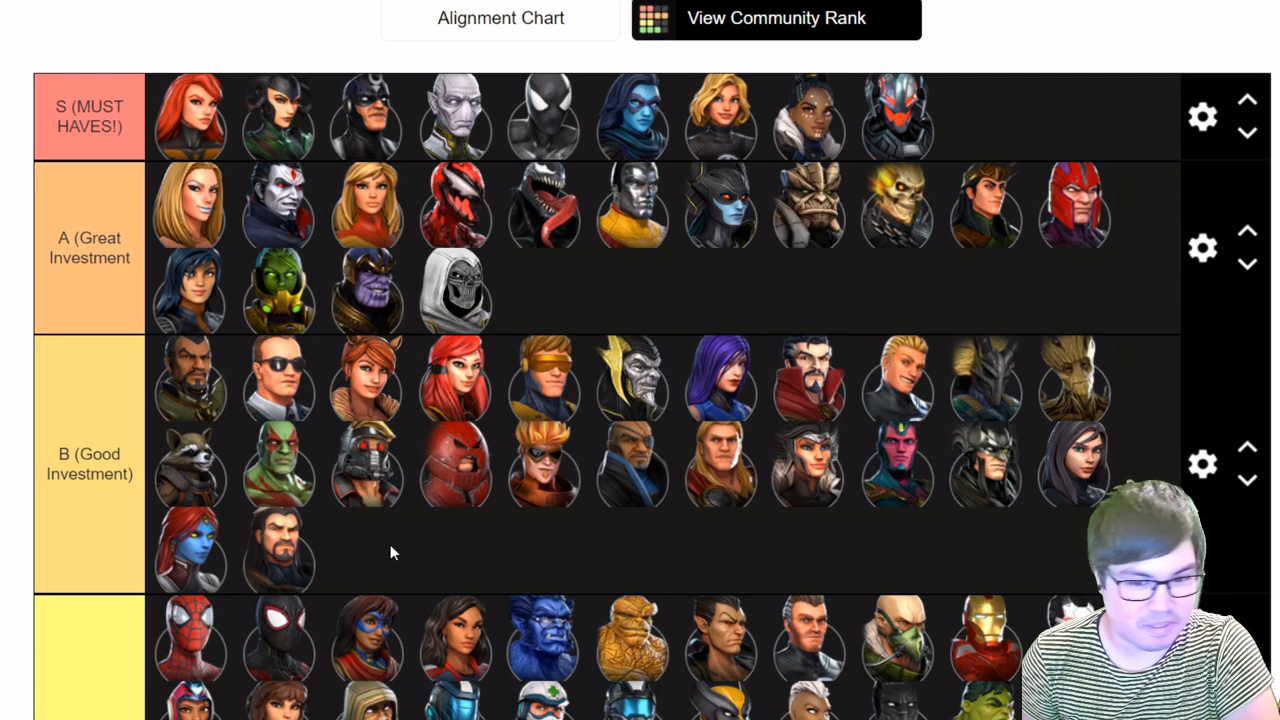 Alignment Chart
View Community Rank
S (MUST
HAVES!)
A (Great
Investment
B (Good
Investment)